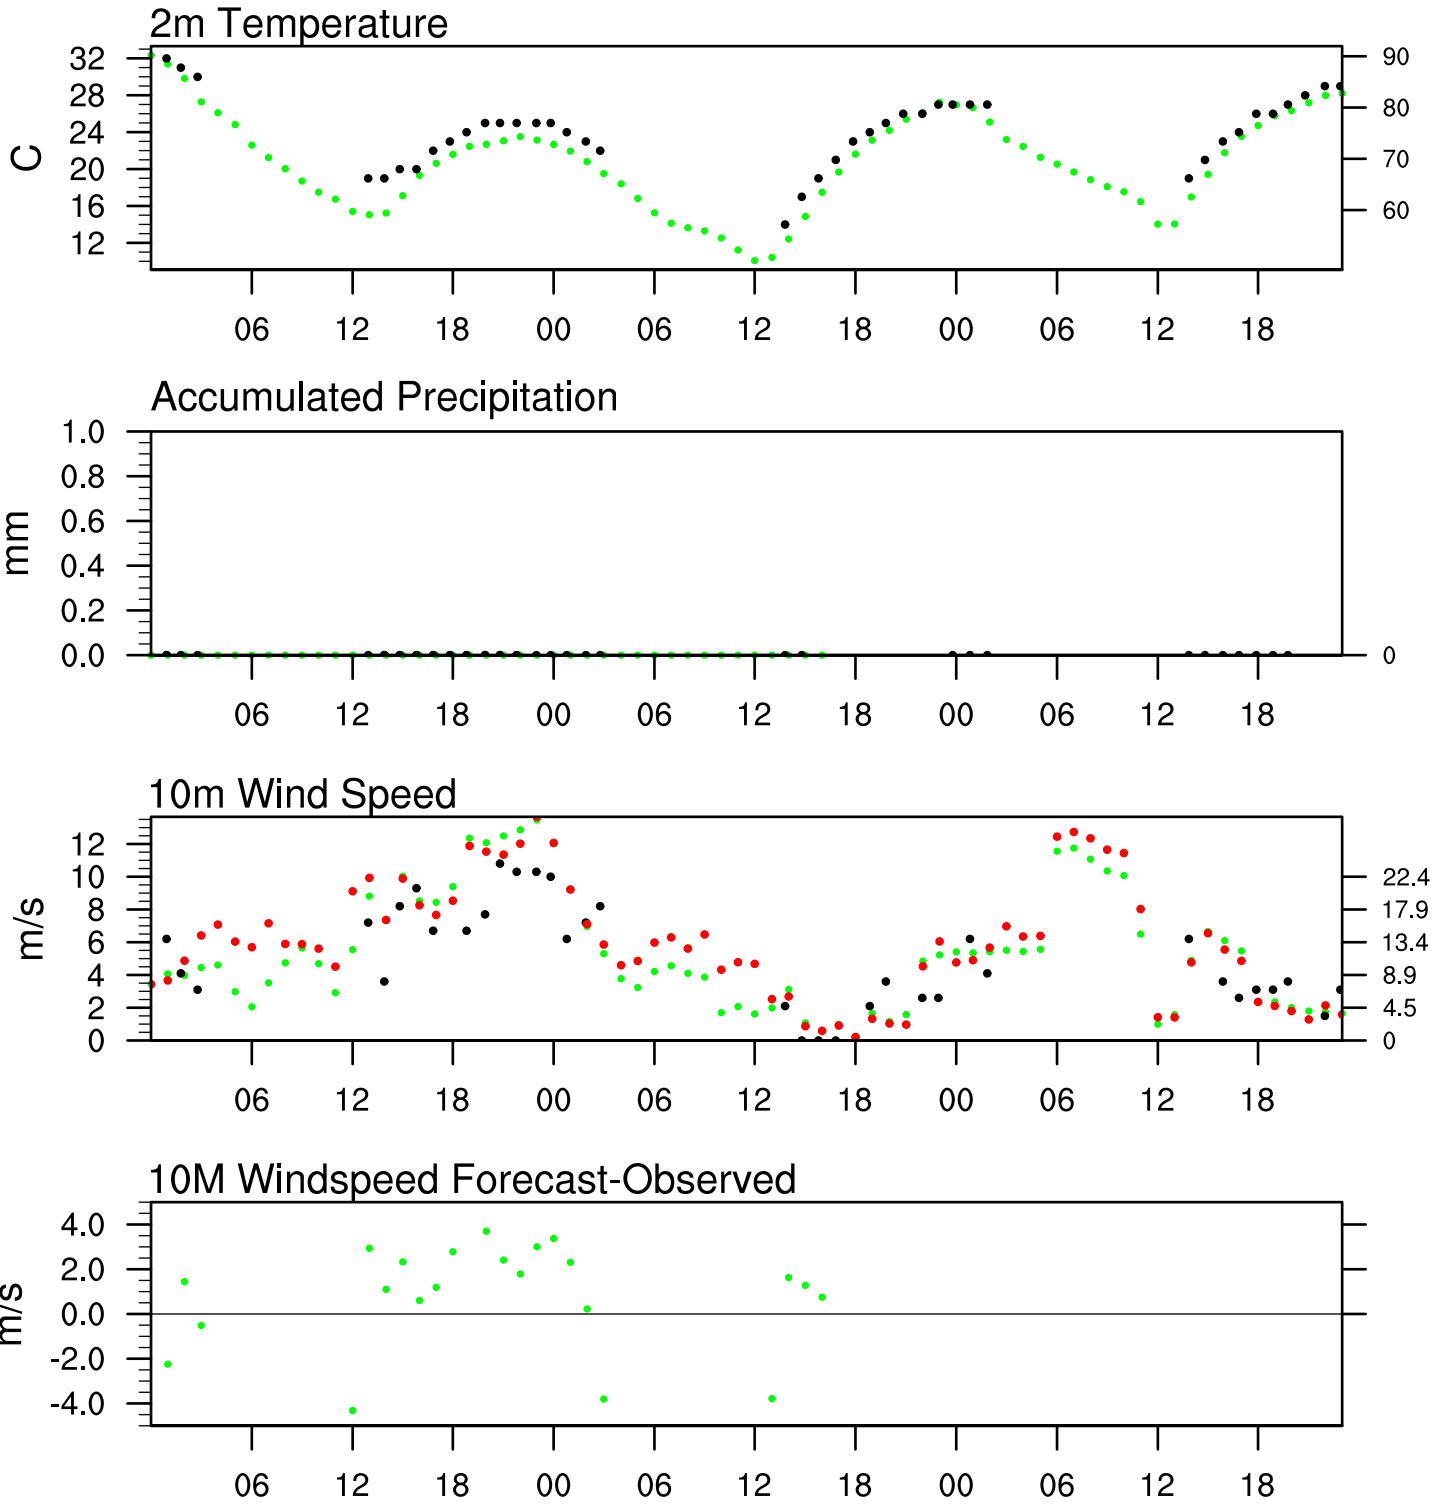 2m Temperature
32 90
28 80
24
C
20 70
16 60
12
06 12 18 00 06 12 18 00 06 12 18
Accumulated Precipitation
1.0
0.8
0.6
mm
0.4
0.2
0.0 0
06 12 18 00 06 12 18 00 06 12 18
10m Wind Speed
12
10 22.4
8 17.9
m/s
6 13.4
4 8.9
2 4.5
0 0
06 12 18 00 06 12 18 00 06 12 18
10M Windspeed Forecast-Observed
4.0
2.0
m/s
0.0
-2.0
-4.0
06 12 18 00 06 12 18 00 06 12 18